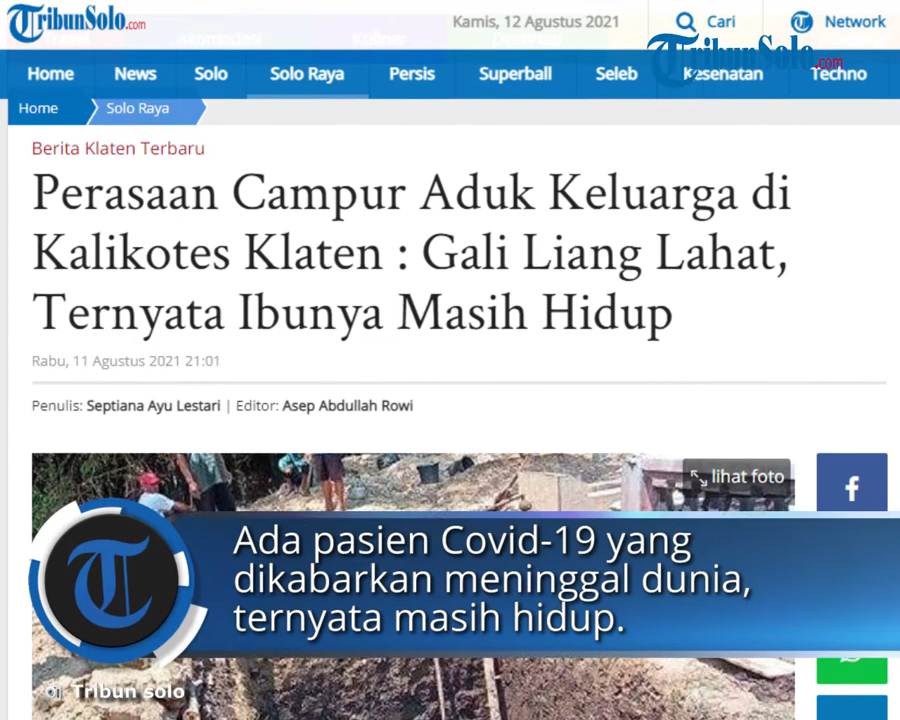 TribunSolo.com
Kamis, 12 Agustus 2021
Cari
Network
TribunSolo.com
Home News Solo Solo Raya Persis Superball Seleb Kesehatan Techno
Home Solo Raya
Berita Klaten Terbaru
Perasaan Campur Aduk Keluarga di
Kalikotes Klaten : Gali Liang Lahat,
Ternyata Ibunya Masih Hidup
Rabu, 11 Agustus 2021 21:01
Penulis: Septiana Ayu Lestari | Editor: Asep Abdullah Rowi
lihat foto
f
T
Ada pasien Covid-19 yang
dikabarkan meninggal dunia,
ternyata masih hidup.
Tribun solo